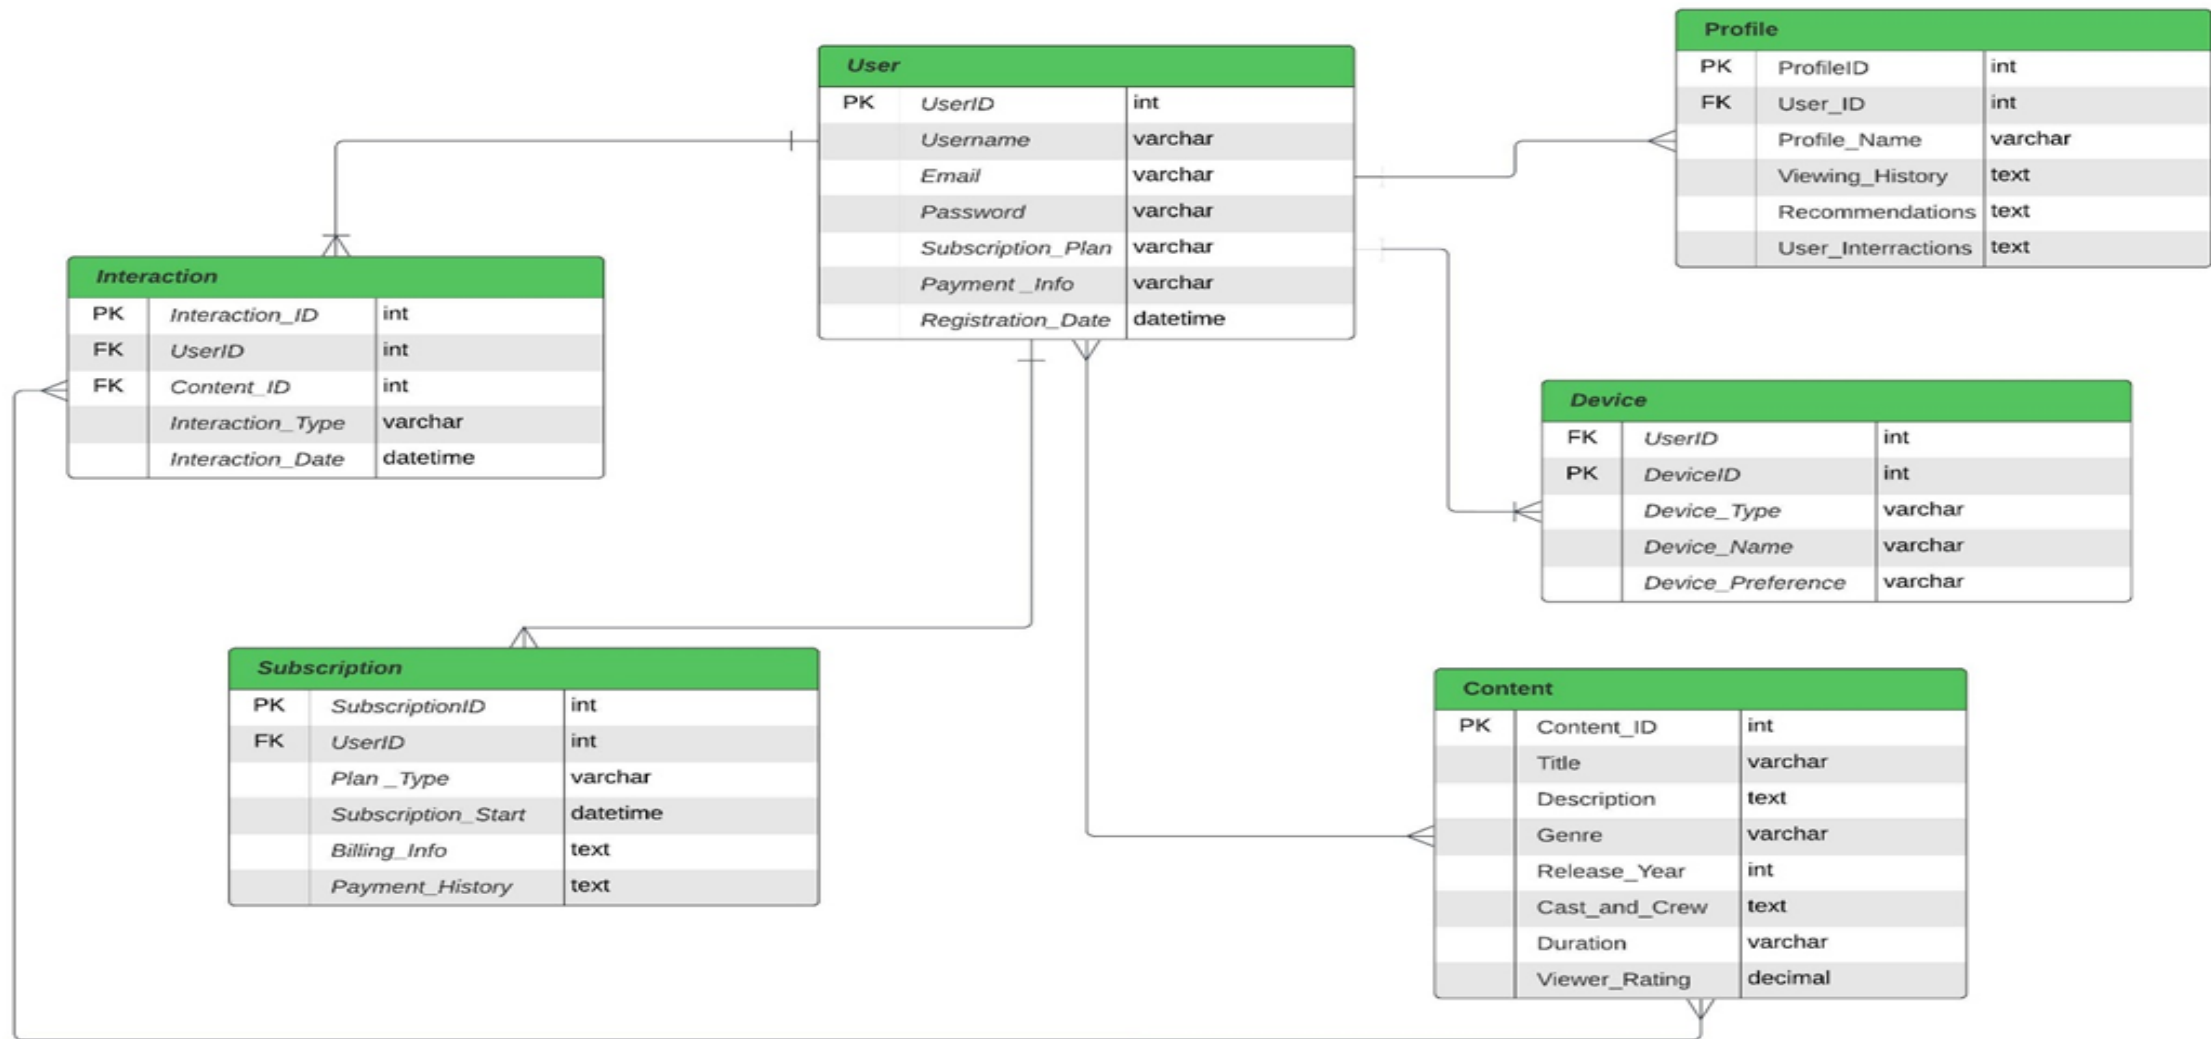 User
PK UserID int
Username varchar
Email varchar
Password varchar
Subscription_Plan varchar
Payment _Info varchar
Registration_Date datetime
Profile
PK ProfileID int
FK User_ID int
Profile_Name varchar
Viewing_History text
Recommendations text
User_Interractions text
Interaction
PK Interaction_ID int
FK UserID int
FK Content_ID int
Interaction_Type varchar
Interaction_Date datetime
Device
FK UserID int
PK DeviceID int
Device_Type varchar
Device_Name varchar
Device_Preference varchar
Subscription
PK SubscriptionID int
FK UserID int
Plan _Type varchar
Subscription_Start datetime
Billing_Info text
Payment_History text
Content
PK Content_ID int
Title varchar
Description text
Genre varchar
Release_Year int
Cast_and_Crew text
Duration varchar
Viewer_Rating decimal